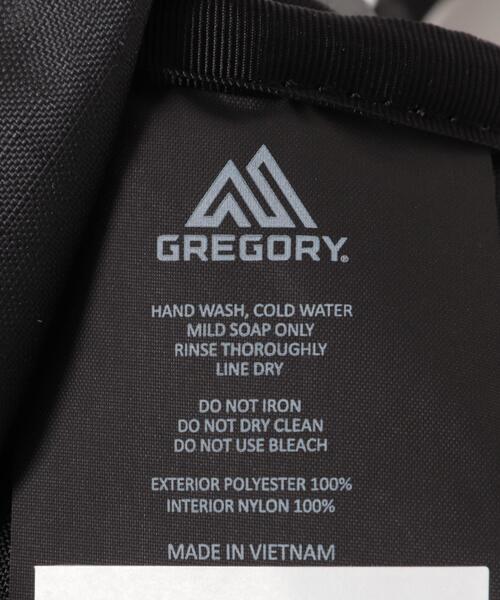 GREGORY®
HAND WASH, COLD WATER
MILD SOAP ONLY
RINSE THOROUGHLY
LINE DRY
DO NOT IRON
DO NOT DRY CLEAN
DO NOT USE BLEACH
EXTERIOR POLYESTER 100%
INTERIOR NYLON 100%
MADE IN VIETNAM